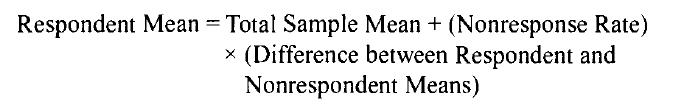 Respondent Mean = Total Sample Mean + (Nonresponse Rate)
× (Difference between Respondent and
Nonrespondent Means)